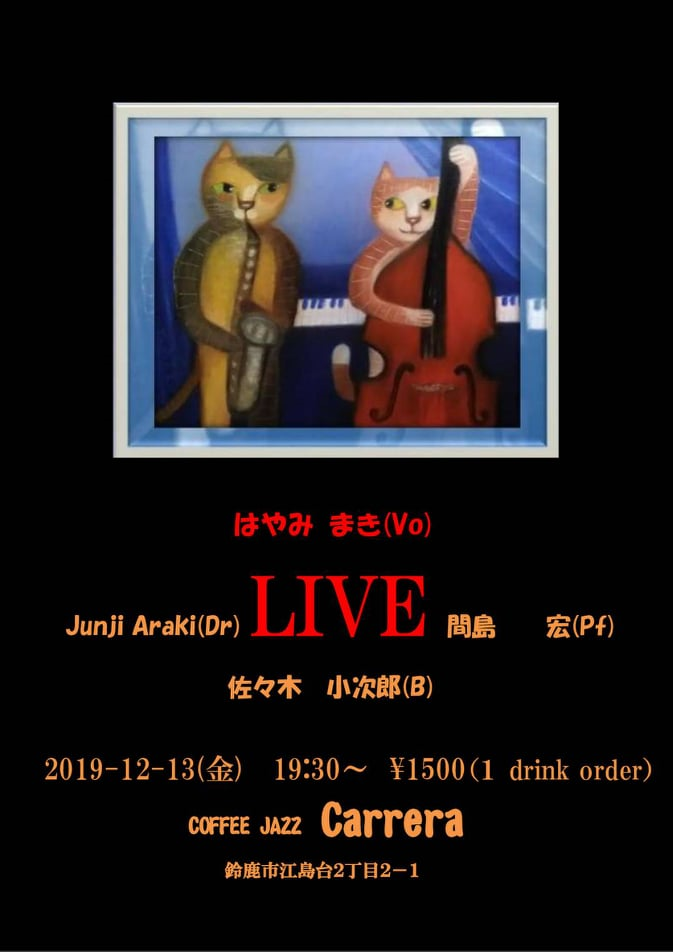 はやみ まき(Vo)
Junji Araki(Dr) LIVE 間島　宏(Pf)
佐々木　小次郎(B)
2019-12-13(金)　19:30～　¥1500(1 drink order)
COFFEE JAZZ Carrera
鈴鹿市江島台2丁目2－1